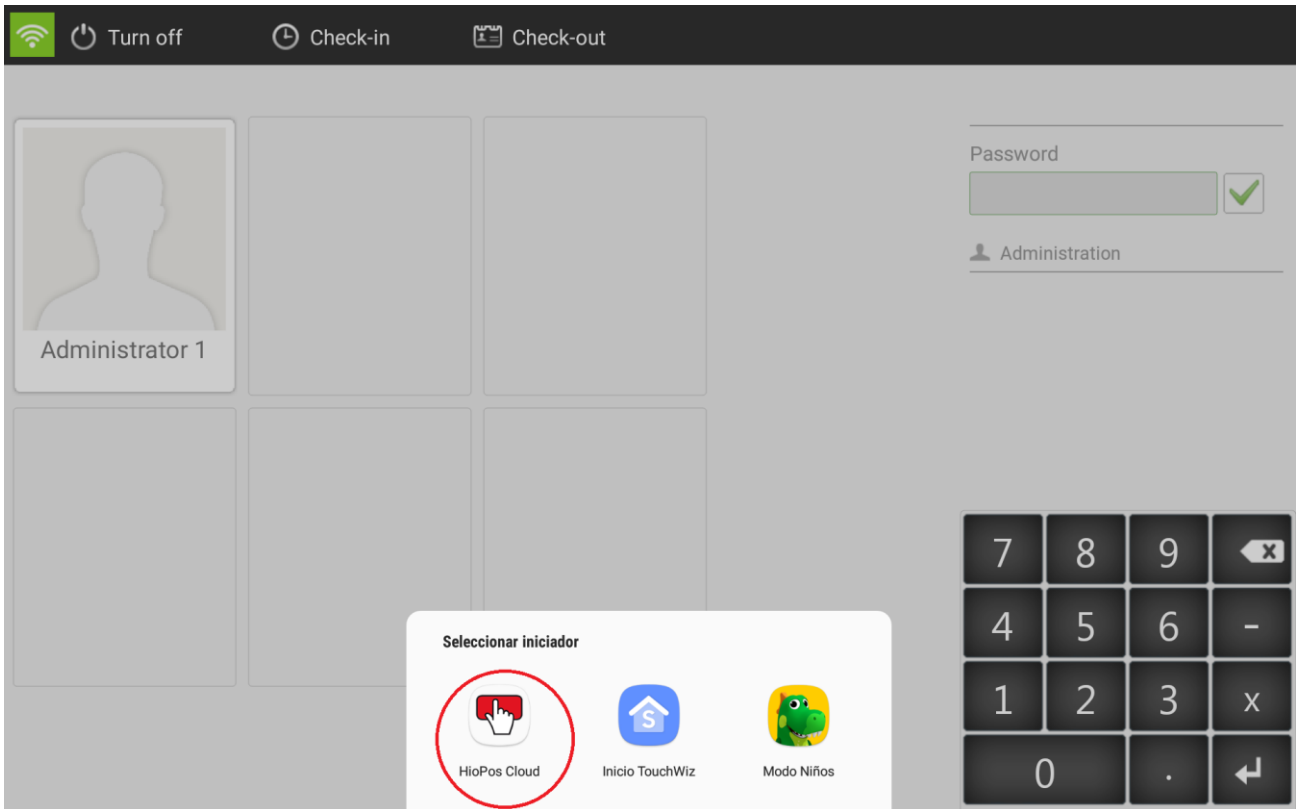 Turn off Check-in Check-out
Password
Administration
Administrator 1
7 8 9 x
4 5 6 -
1 2 3 x
0 .
Seleccionar iniciador
S
HioPos Cloud Inicio TouchWiz Modo Niños